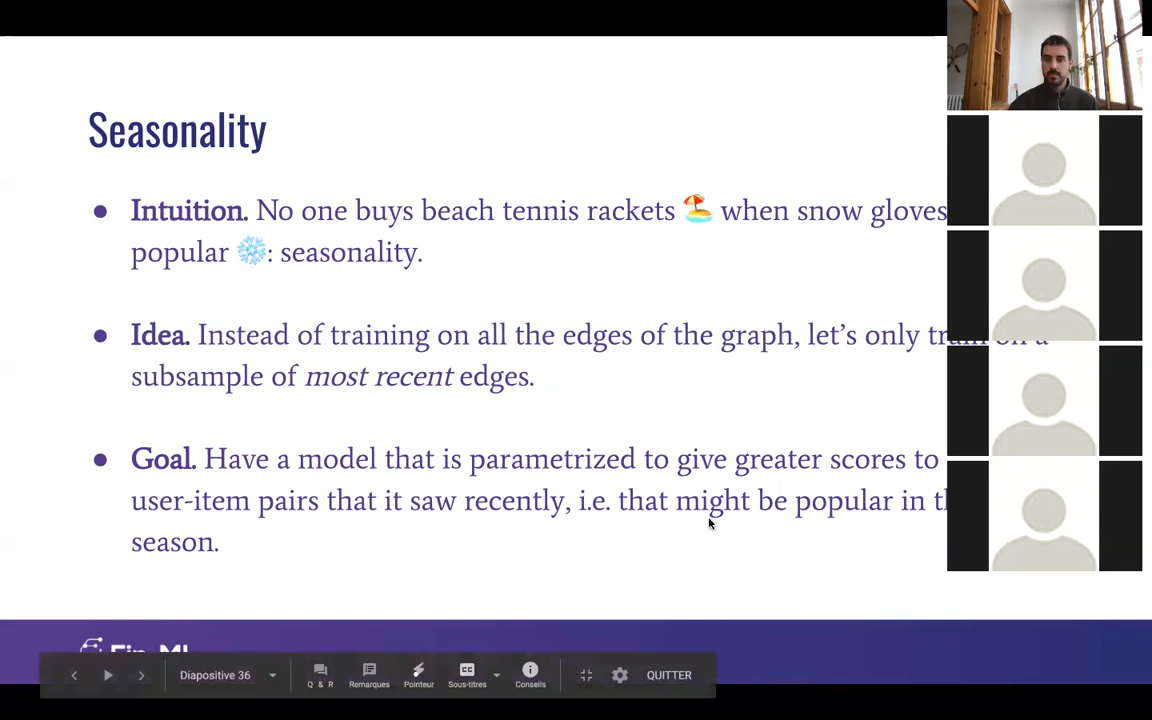 Seasonality
● Intuition. No one buys beach tennis rackets 🏖️ when snow gloves
popular ❄️: seasonality.
● Idea. Instead of training on all the edges of the graph, let’s only train on a
subsample of most recent edges.
● Goal. Have a model that is parametrized to give greater scores to
user-item pairs that it saw recently, i.e. that might be popular in
season.
Diapositive 36
Q & R
Remarques
Pointeur
Sous-titres
Conseils
QUITTER